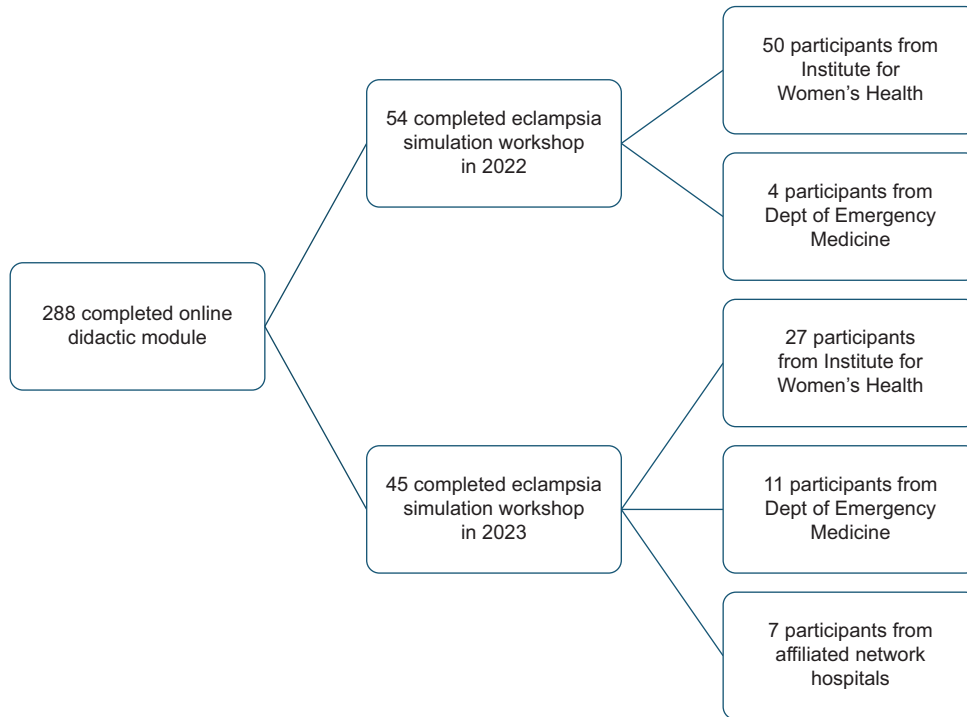 288 completed online
didactic module
54 completed eclampsia
simulation workshop
in 2022
50 participants from
Institute for
Women's Health
4 participants from
Dept of Emergency
Medicine
45 completed eclampsia
simulation workshop
in 2023
27 participants
from Institute for
Women's Health
11 participants from
Dept of Emergency
Medicine
7 participants from
affiliated network
hospitals